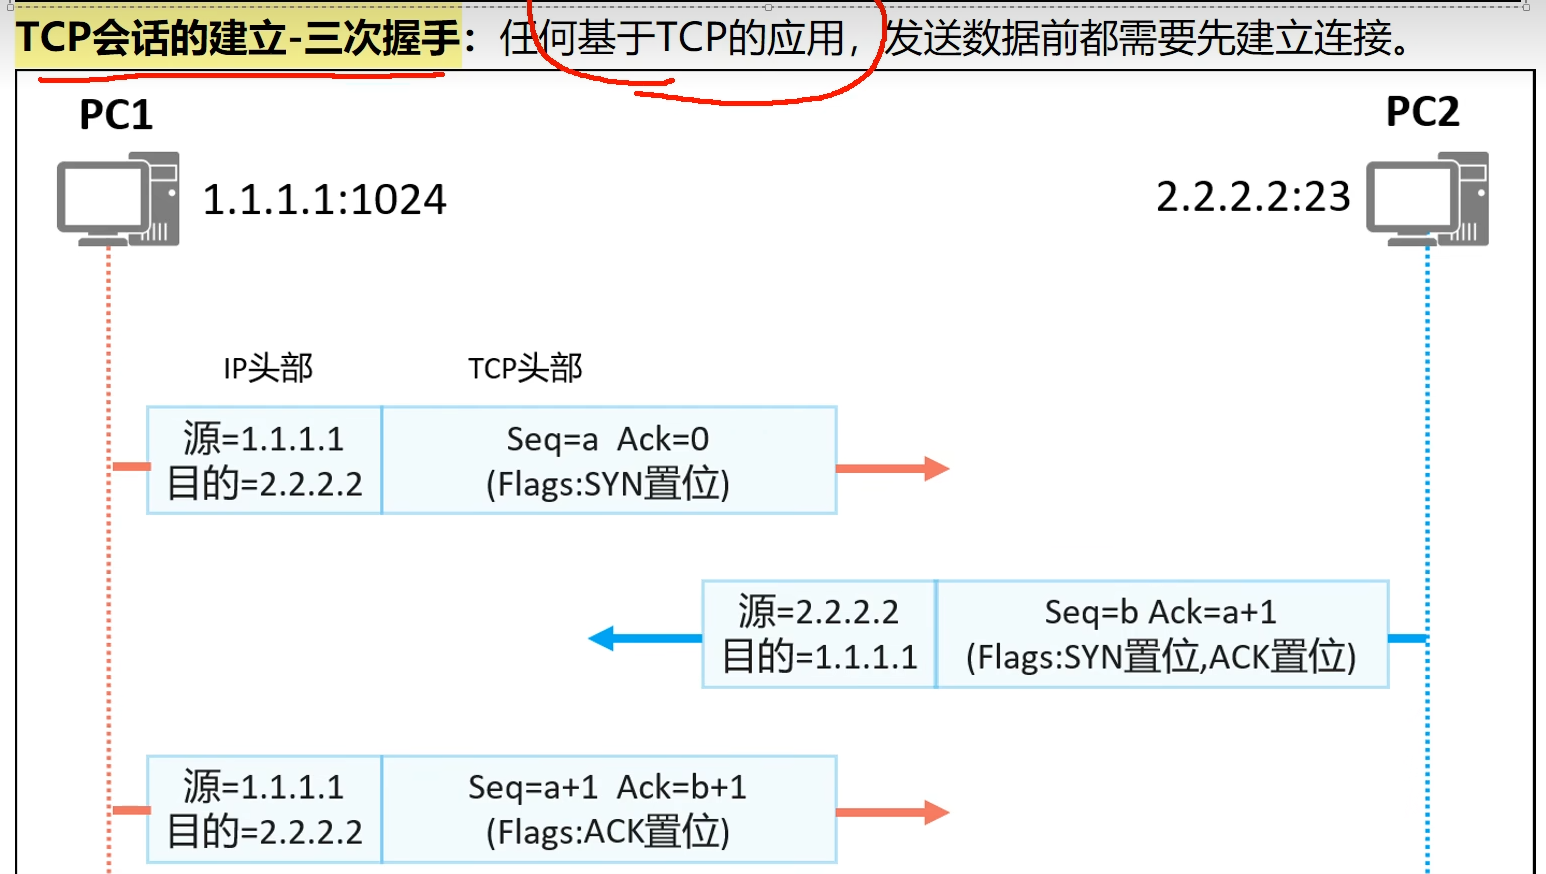 TCP会话的建立-三次握手：任何基于TCP的应用，发送数据前都需要先建立连接。
PC1
PC2
1.1.1.1:1024
2.2.2.2:23
IP头部
TCP头部
源=1.1.1.1
目的=2.2.2.2
Seq=a Ack=0
(Flags:SYN置位)
源=2.2.2.2
目的=1.1.1.1
Seq=b Ack=a+1
(Flags:SYN置位,ACK置位)
源=1.1.1.1
目的=2.2.2.2
Seq=a+1 Ack=b+1
(Flags:ACK置位)